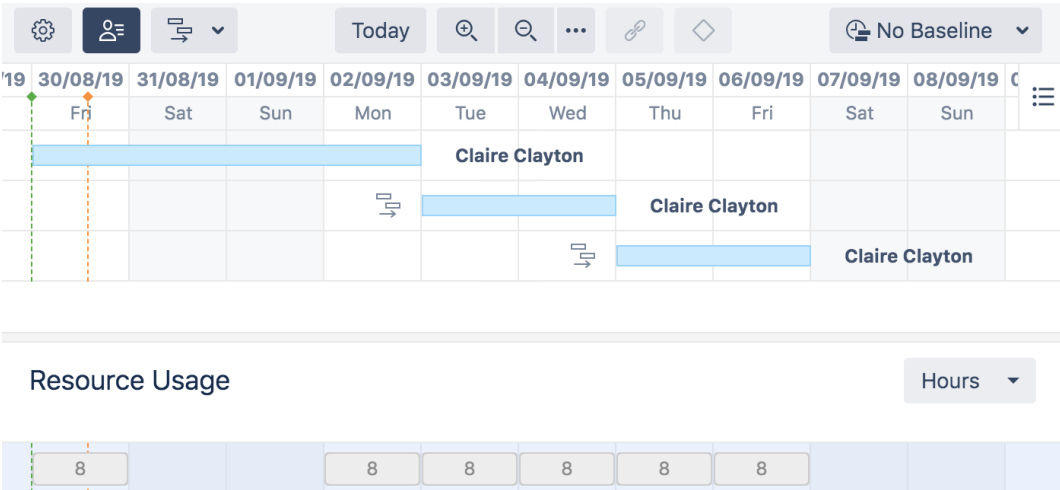 Today ••• No Baseline
/19 30/08/19 31/08/19 01/09/19 02/09/19 03/09/19 04/09/19 05/09/19 06/09/19 07/09/19 08/09/19
Fri Sat Sun Mon Tue Wed Thu Fri Sat Sun
Claire Clayton
Claire Clayton
Claire Clayton
Resource Usage Hours
8 8 8 8 8 8